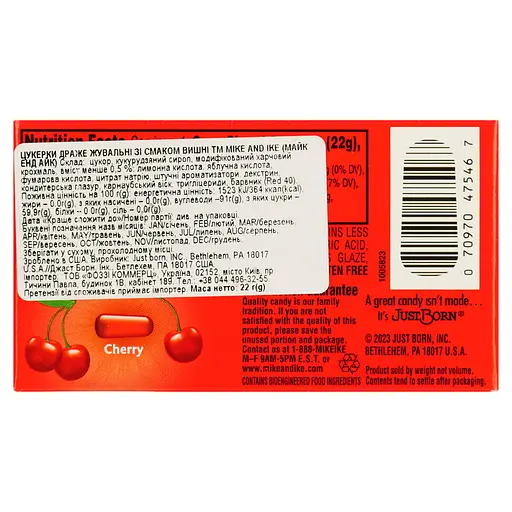 Nutrition Facts
(22g),
ЦУКЕРКИ ДРАЖЕ ЖУВАЛЬНІ ЗІ СМАКОМ ВИШНІ ТМ MIKE AND IKE (МАЙК
ЕНД АЙК) Склад: цукор, кукурудзяний сироп, модифікований харчовий
крохмаль, вміст менше 0,5 %: лимонна кислота, яблучна кислота,
фумарова кислота, цитрат натрію, штучні ароматизатори, декстрин,
кондитерська глазур, карнаубський віск, тригліцериди, барвник (Red 40).
Поживна цінність на 100 г(g): енергетична цінність: 1523 кДж/364 ккал(kcal),
жири – 0,0г(g), з яких насичені – 0,0г(g), вуглеводи –91г(g), з яких цукри –
59,9г(g), білки -- 0,0г(g), сіль – 0,0г(g).
Дата «Краще спожити до»/Номер партії: див. на упаковці.
Буквені позначення назв місяців: JAN/січень, FEB/лютий, MAR/березень,
APR/квітень, MAY/травень, JUN/червень, JUL/липень, AUG/серпень,
SEP/вересень, OCT/жовтень, NOV/листопад, DEC/грудень.
Зберігати у сухому, прохолодному місці.
Зроблено в США. Виробник: Just born, INC., Bethlehem, PA 18017
U.S.A./Джаст Борн, Інк. Бетлехем, PA 18017 США.
Імпортер: ТОВ «ФОЗЗІ КОММЕРЦ», Україна, 02152, місто Київ, пр
Тичини Павла, будинок 1В, кабінет 189, Тел.: +38 044 496-32-55
Претензії від споживачів приймає імпортер. Маса нетто: 22 г(g)
(0% DV),
7% DV),
INS LESS
RIC ACID,
GLAZE,
TEN FREE
1005823
0 70970 47546 7
Cherry
Guarantee
Quality candy is our family
tradition. If you are not
satisfied with the quality of
this product, please save the
unused portion and package.
Contact us at 1-888-MIKEIKE
M–F 9AM-5PM E.S.T. or
www.mikeandike.com
CONTAINS BIOENGINEERED FOOD INGREDIENTS
A great candy isn't made...
It's JUST BORN®
© 2023 JUST BORN, INC.
BETHLEHEM, PA 18017 U.S.A.
Product sold by weight not volume.
Contents tend to settle after packaging.